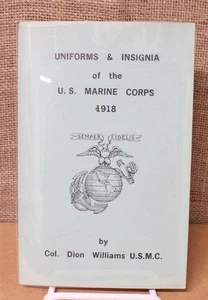 UNIFORMS & INSIGNIA
of the
U. S. MARINE CORPS
1918
SEMPER FIDELIS
by
Col. Dion Williams U.S.M.C.